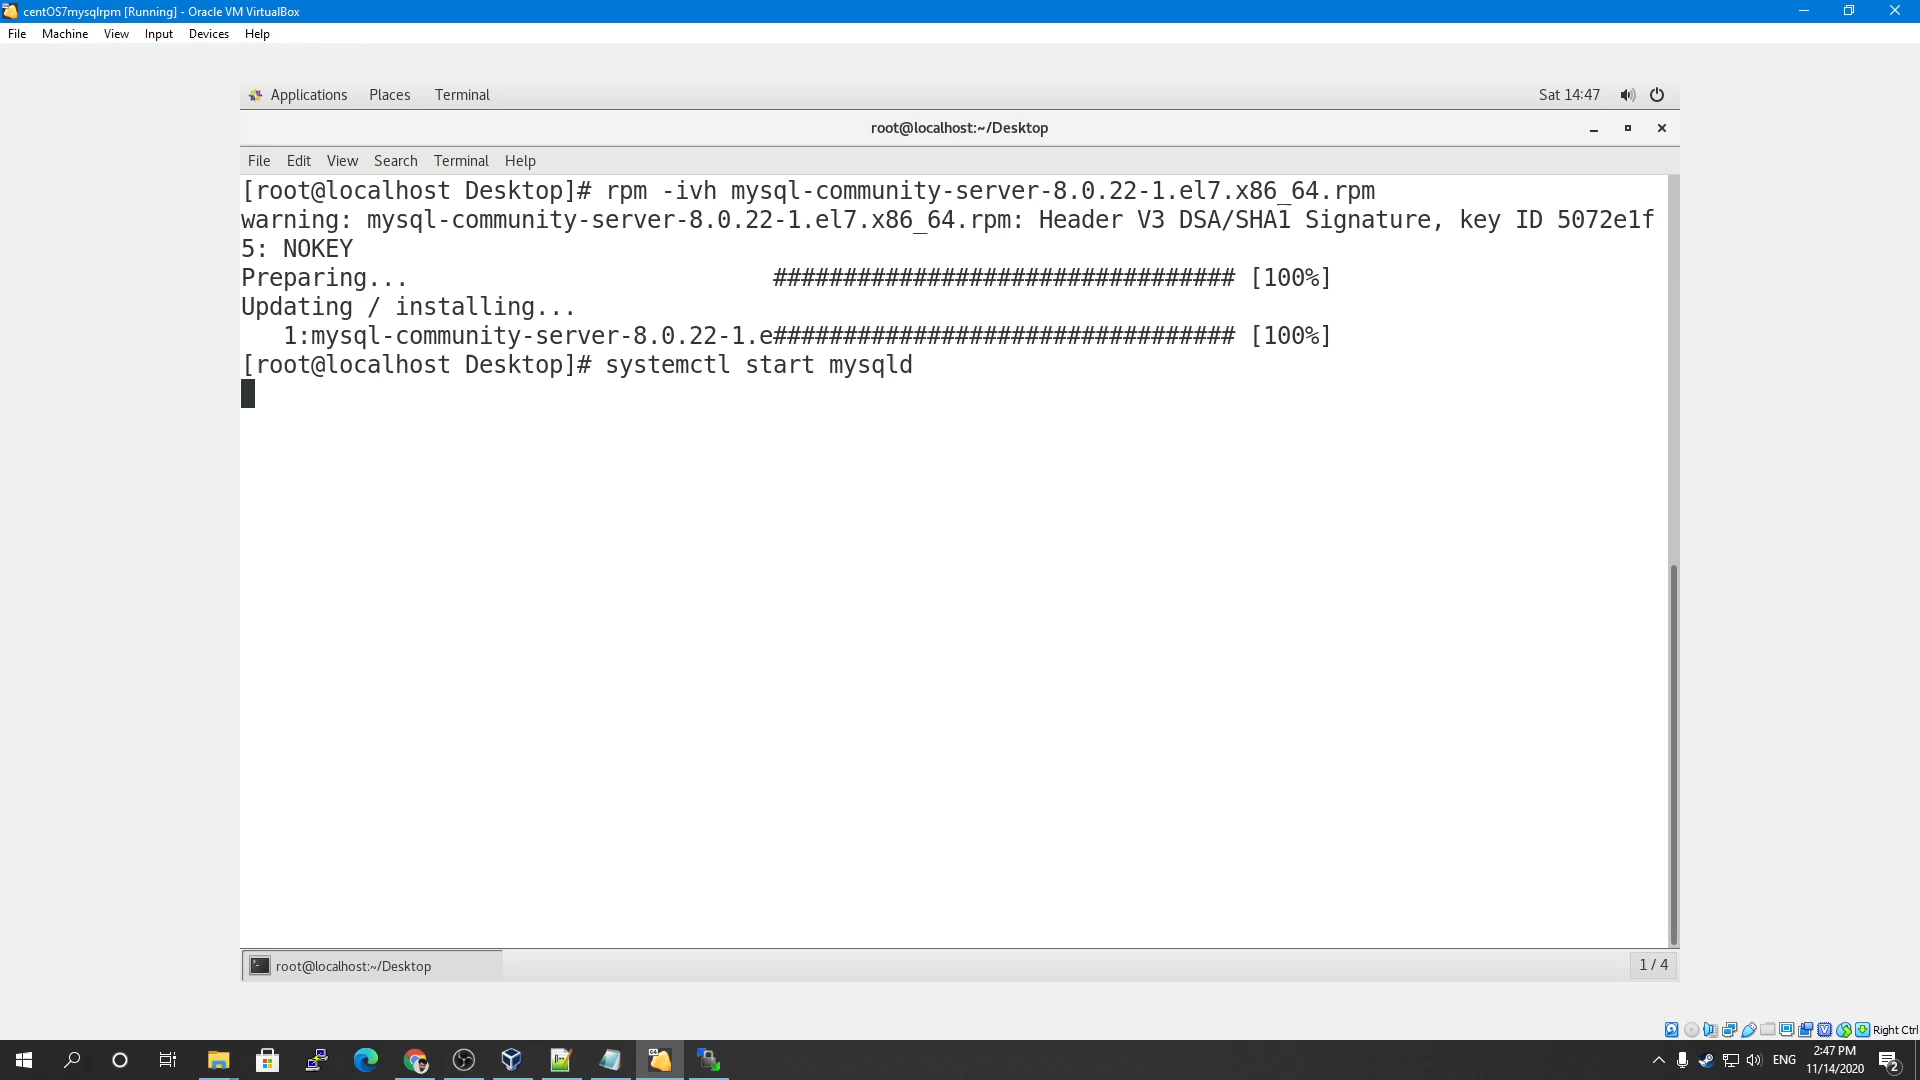 centOS7mysqlrpm [Running] - Oracle VM VirtualBox
File Machine View Input Devices Help
Applications Places Terminal Sat 14:47
root@localhost:~/Desktop
File Edit View Search Terminal Help
[root@localhost Desktop]# rpm -ivh mysql-community-server-8.0.22-1.el7.x86_64.rpm
warning: mysql-community-server-8.0.22-1.el7.x86_64.rpm: Header V3 DSA/SHA1 Signature, key ID 5072e1f
5: NOKEY
Preparing... ################################# [100%]
Updating / installing...
1:mysql-community-server-8.0.22-1.e################################# [100%]
[root@localhost Desktop]# systemctl start mysqld
root@localhost:~/Desktop 1 / 4
Right Ctrl
ENG 2:47 PM
11/14/2020 2